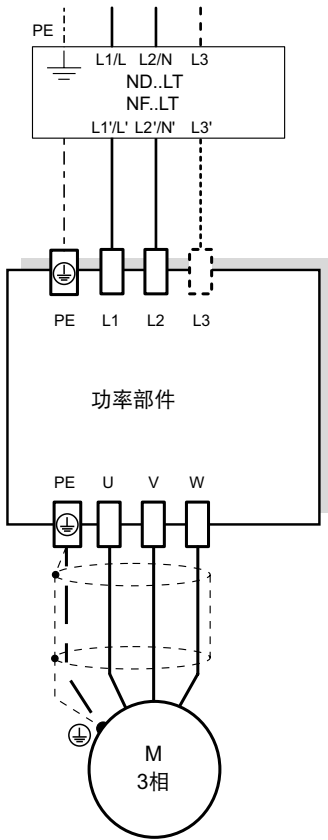 PE
L1/L L2/N L3
ND..LT
NF..LT
L1'/L' L2'/N' L3'
PE L1 L2 L3
功率部件
PE U V W
M
3相